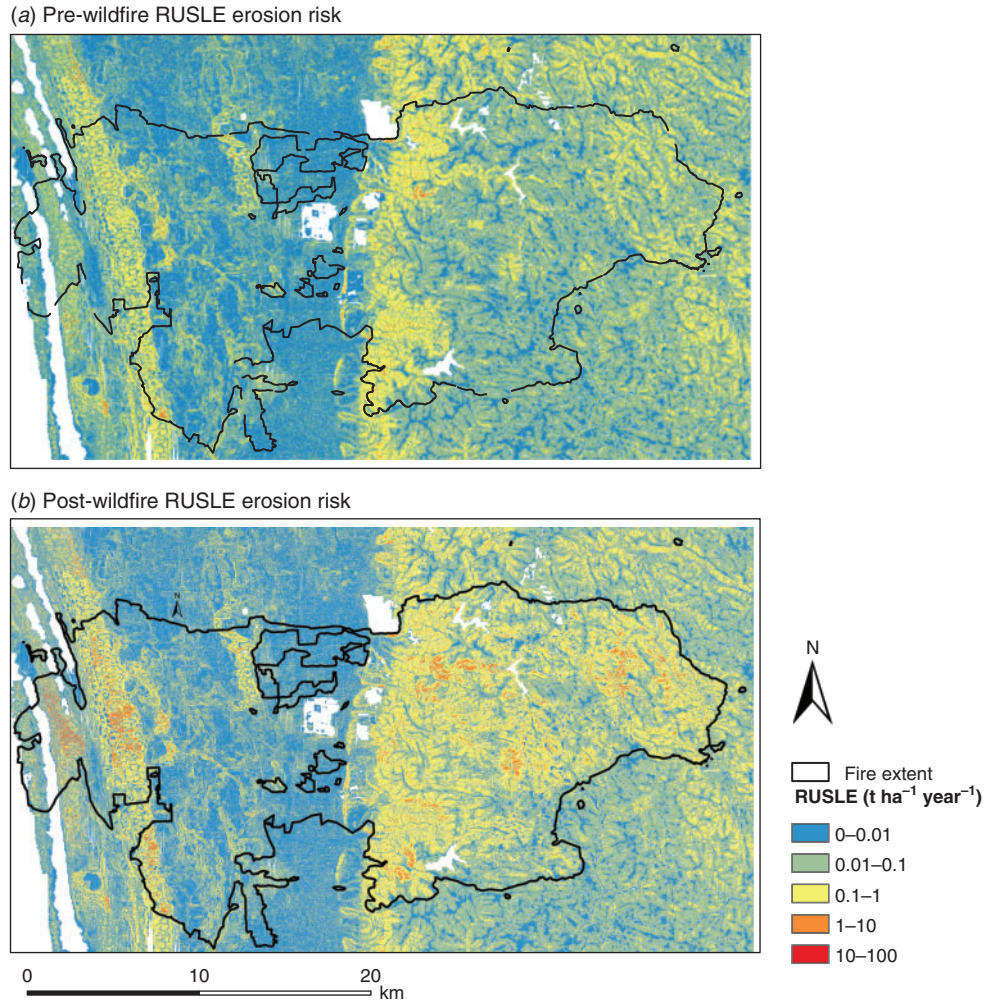 (a) Pre-wildfire RUSLE erosion risk
(b) Post-wildfire RUSLE erosion risk
N
N
Fire extent
RUSLE (t ha⁻¹ year⁻¹)
0–0.01
0.01–0.1
0.1–1
1–10
10–100
0 10 20
km